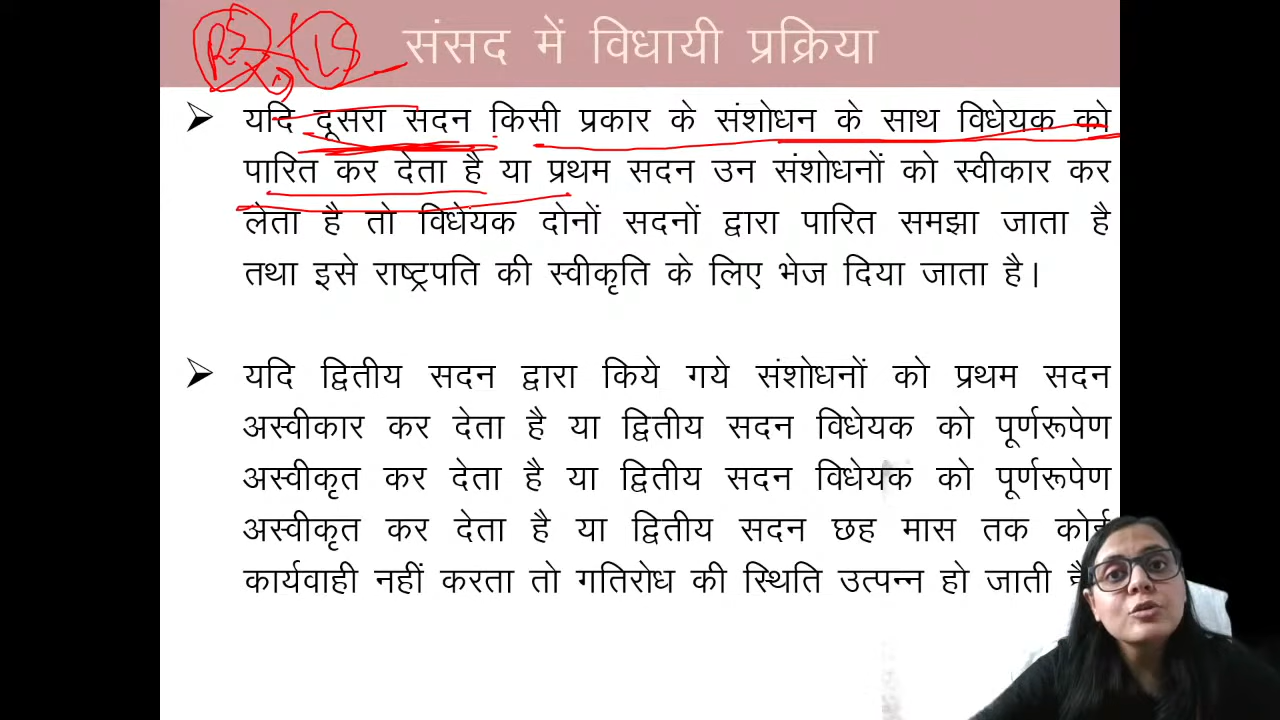 RS LS संसद में विधायी प्रक्रिया
यदि दूसरा सदन किसी प्रकार के संशोधन के साथ विधेयक को
पारित कर देता है या प्रथम सदन उन संशोधनों को स्वीकार कर
लेता है तो विधेयक दोनों सदनों द्वारा पारित समझा जाता है
तथा इसे राष्ट्रपति की स्वीकृति के लिए भेज दिया जाता है।
यदि द्वितीय सदन द्वारा किये गये संशोधनों को प्रथम सदन
अस्वीकार कर देता है या द्वितीय सदन विधेयक को पूर्णरूपेण
अस्वीकृत कर देता है या द्वितीय सदन विधेयक को पूर्णरूपेण
अस्वीकृत कर देता है या द्वितीय सदन छह मास तक कोई
कार्यवाही नहीं करता तो गतिरोध की स्थिति उत्पन्न हो जाती है